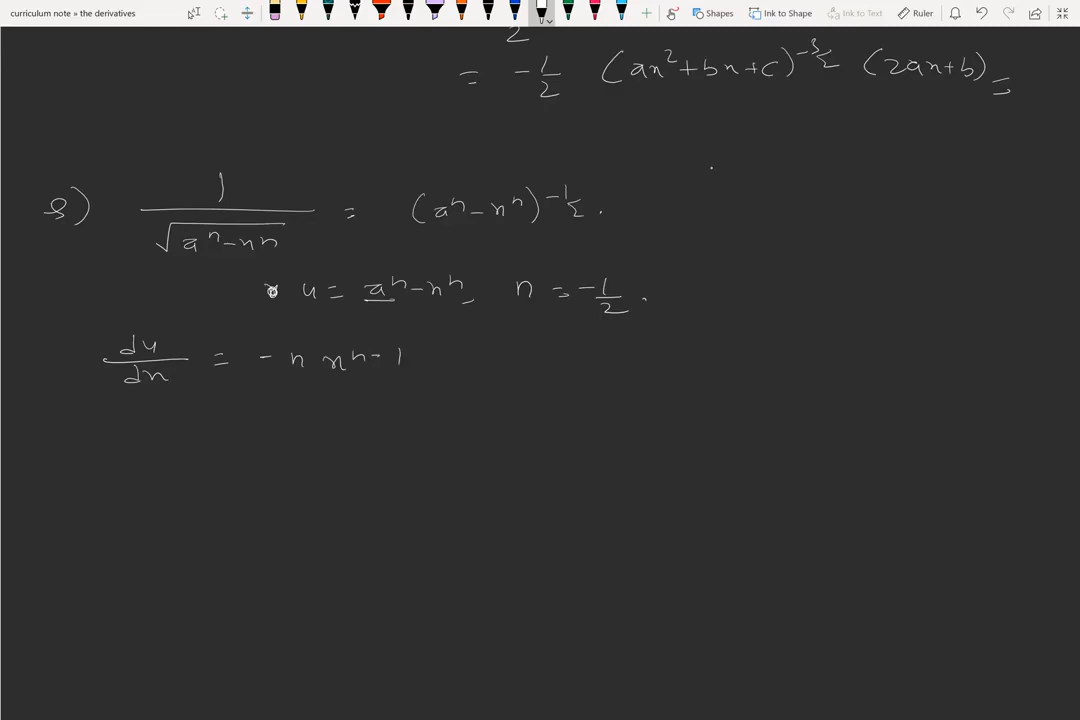 curriculum note » the derivatives
Shapes Ink to Shape Ink to Text Ruler
2
= -1/2 (ax²+bx+c)^-3/2 (2ax+b)
8) 1/√(aⁿ-xⁿ) = (aⁿ-xⁿ)^-1/2.
u = aⁿ-xⁿ, n = -1/2.
du/dx = -n xⁿ⁻¹